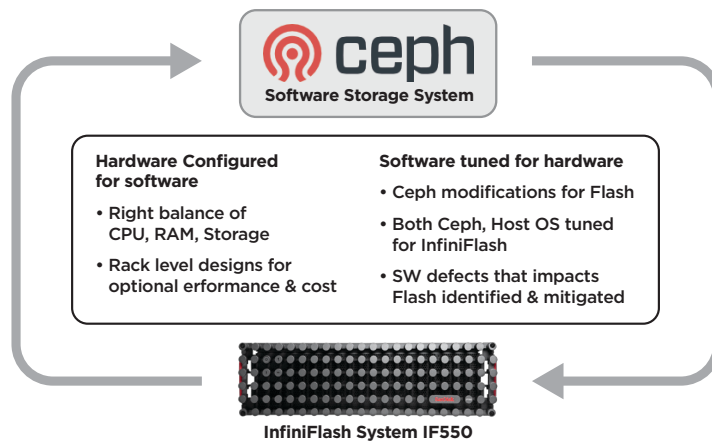 ceph
Software Storage System
Hardware Configured
for software
• Right balance of
CPU, RAM, Storage
• Rack level designs for
optional erformance & cost
Software tuned for hardware
• Ceph modifications for Flash
• Both Ceph, Host OS tuned
for InfiniFlash
• SW defects that impacts
Flash identified & mitigated
InfiniFlash System IF550